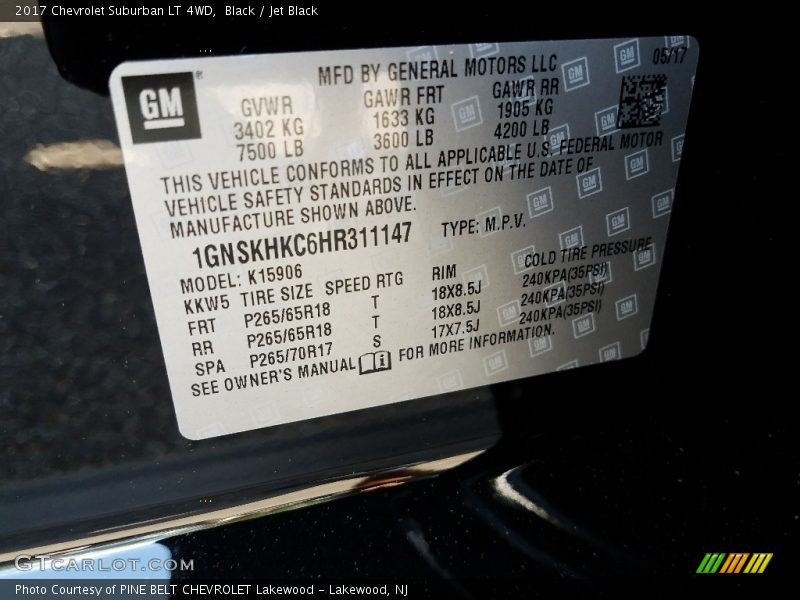 2017 Chevrolet Suburban LT 4WD, Black / Jet Black
GM ®
MFD BY GENERAL MOTORS LLC
05/17
GVWR GAWR FRT GAWR RR
3402 KG 1633 KG 1905 KG
7500 LB 3600 LB 4200 LB
THIS VEHICLE CONFORMS TO ALL APPLICABLE U.S. FEDERAL MOTOR
VEHICLE SAFETY STANDARDS IN EFFECT ON THE DATE OF
MANUFACTURE SHOWN ABOVE.
1GNSKHKC6HR311147 TYPE: M.P.V.
MODEL: K15906
KKW5 TIRE SIZE SPEED RTG RIM COLD TIRE PRESSURE
FRT P265/65R18 T 18X8.5J 240KPA(35PSI)
RR P265/65R18 T 18X8.5J 240KPA(35PSI)
SPA P265/70R17 S 17X7.5J 240KPA(35PSI)
SEE OWNER'S MANUAL FOR MORE INFORMATION.
GTCARLOT.COM
Photo Courtesy of PINE BELT CHEVROLET Lakewood - Lakewood, NJ